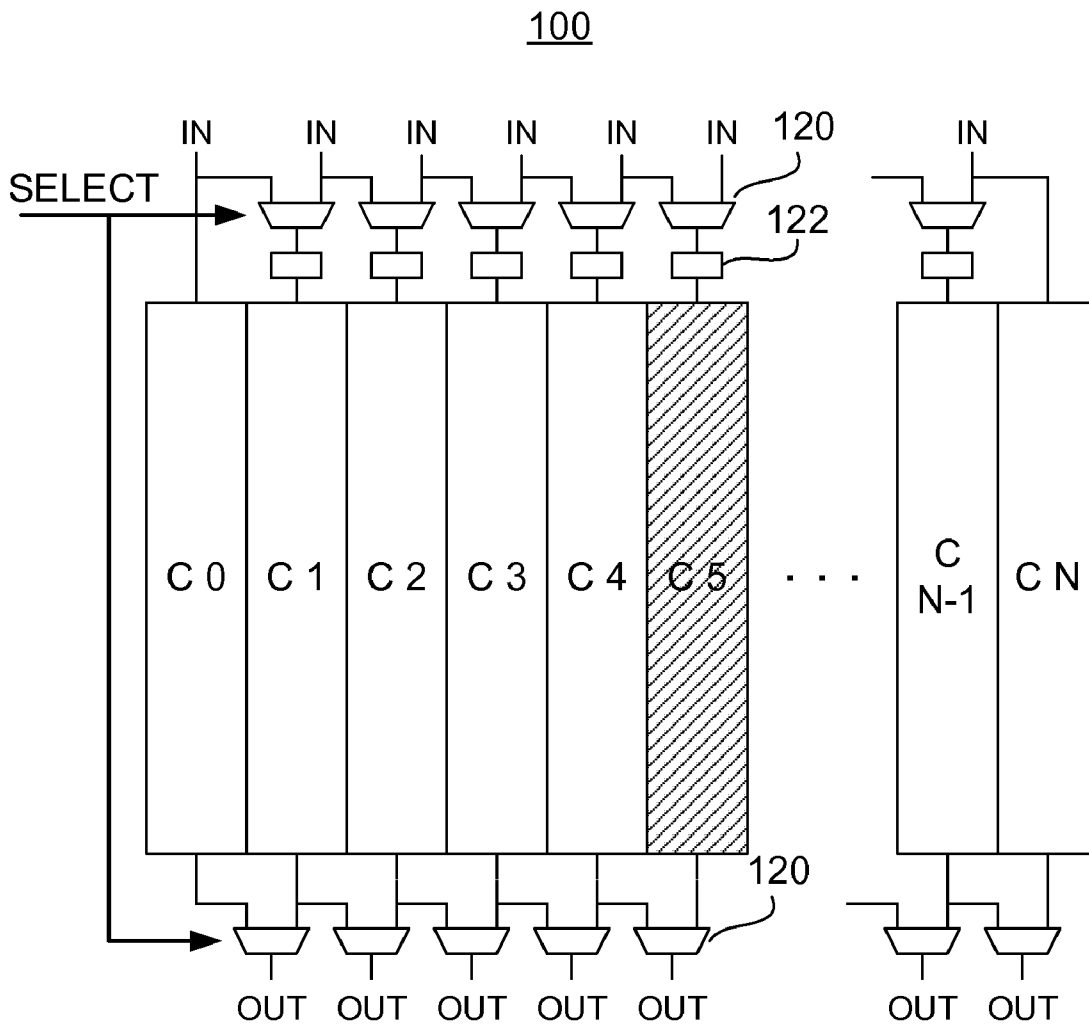 100
IN IN IN IN IN IN IN
120
SELECT
122
C 0 C 1 C 2 C 3 C 4 C 5 . . . C N-1 C N
120
OUT OUT OUT OUT OUT OUT OUT